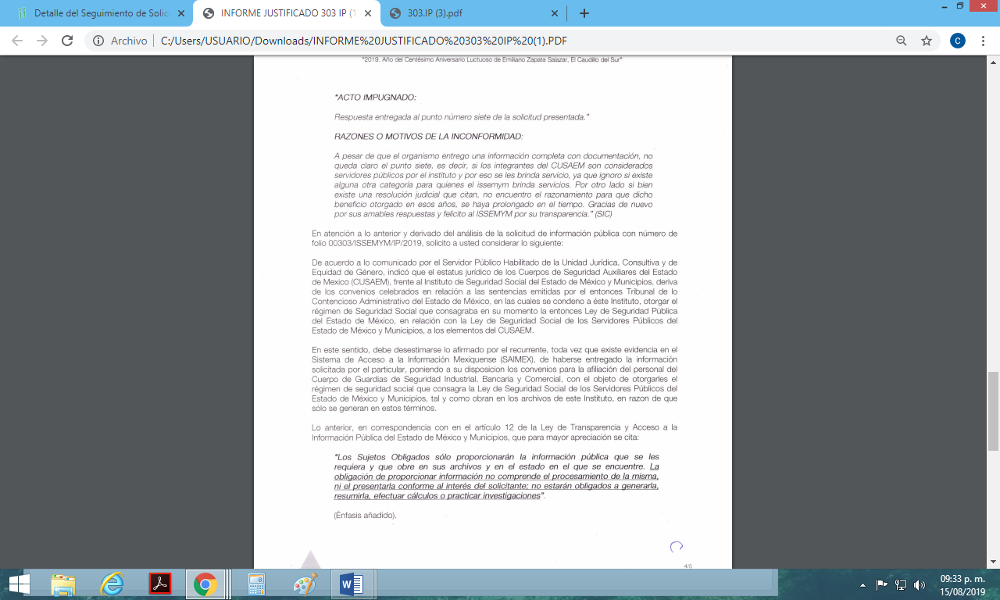 Detalle del Seguimiento de Solic
INFORME JUSTIFICADO 303 IP (1
303.IP (3).pdf
Archivo
C:/Users/USUARIO/Downloads/INFORME%20JUSTIFICADO%20303%20IP%20(1).PDF
C
"2019. Año del Centésimo Aniversario Luctuoso de Emiliano Zapata Salazar, El Caudillo del Sur"
"ACTO IMPUGNADO:
Respuesta entregada al punto número siete de la solicitud presentada."
RAZONES O MOTIVOS DE LA INCONFORMIDAD:
A pesar de que el organismo entrego una información completa con documentación, no
queda claro el punto siete, es decir, si los integrantes del CUSAEM son considerados
servidores públicos por el instituto y por eso se les brinda servicio, ya que ignoro si existe
alguna otra categoría para quienes el issemym brinda servicios. Por otro lado si bien
existe una resolución judicial que citan, no encuentro el razonamiento para que dicho
beneficio otorgado en esos años, se haya prolongado en el tiempo. Gracias de nuevo
por sus amables respuestas y felicito al ISSEMYM por su transparencia." (SIC)
En atención a lo anterior y derivado del análisis de la solicitud de información pública con número de
folio 00303/ISSEMYM/IP/2019, solicito a usted considerar lo siguiente:
De acuerdo a lo comunicado por el Servidor Público Habilitado de la Unidad Jurídica, Consultiva y de
Equidad de Género, indicó que el estatus jurídico de los Cuerpos de Seguridad Auxiliares del Estado
de Mexico (CUSAEM), frente al Instituto de Seguridad Social del Estado de México y Municipios, deriva
de los convenios celebrados en relación a las sentencias emitidas por el entonces Tribunal de lo
Contencioso Administrativo del Estado de México, en las cuales se condeno a éste Instituto, otorgar el
régimen de Seguridad Social que consagraba en su momento la entonces Ley de Seguridad Pública
del Estado de México, en relación con la Ley de Seguridad Social de los Servidores Públicos del
Estado de México y Municipios, a los elementos del CUSAEM.
En este sentido, debe desestimarse lo afirmado por el recurrente, toda vez que existe evidencia en el
Sistema de Acceso a la Información Mexiquense (SAIMEX), de haberse entregado la información
solicitada por el particular, poniendo a su disposicion los convenios para la afiliación del personal del
Cuerpo de Guardias de Seguridad Industrial, Bancaria y Comercial, con el objeto de otorgarles el
régimen de seguridad social que consagra la Ley de Seguridad Social de los Servidores Públicos del
Estado de México y Municipios, tal y como obran en los archivos de este Instituto, en razon de que
sólo se generan en estos términos.
Lo anterior, en correspondencia con en el artículo 12 de la Ley de Transparencia y Acceso a la
Información Pública del Estado de México y Municipios, que para mayor apreciación se cita:
"Los Sujetos Obligados sólo proporcionarán la información pública que se les
requiera y que obre en sus archivos y en el estado en el que se encuentre. La
obligación de proporcionar información no comprende el procesamiento de la misma,
ni el presentarla conforme al interés del solicitante; no estarán obligados a generarla,
resumirla, efectuar cálculos o practicar investigaciones".
(Énfasis añadido).
4/5
09:33 p. m.
15/08/2019